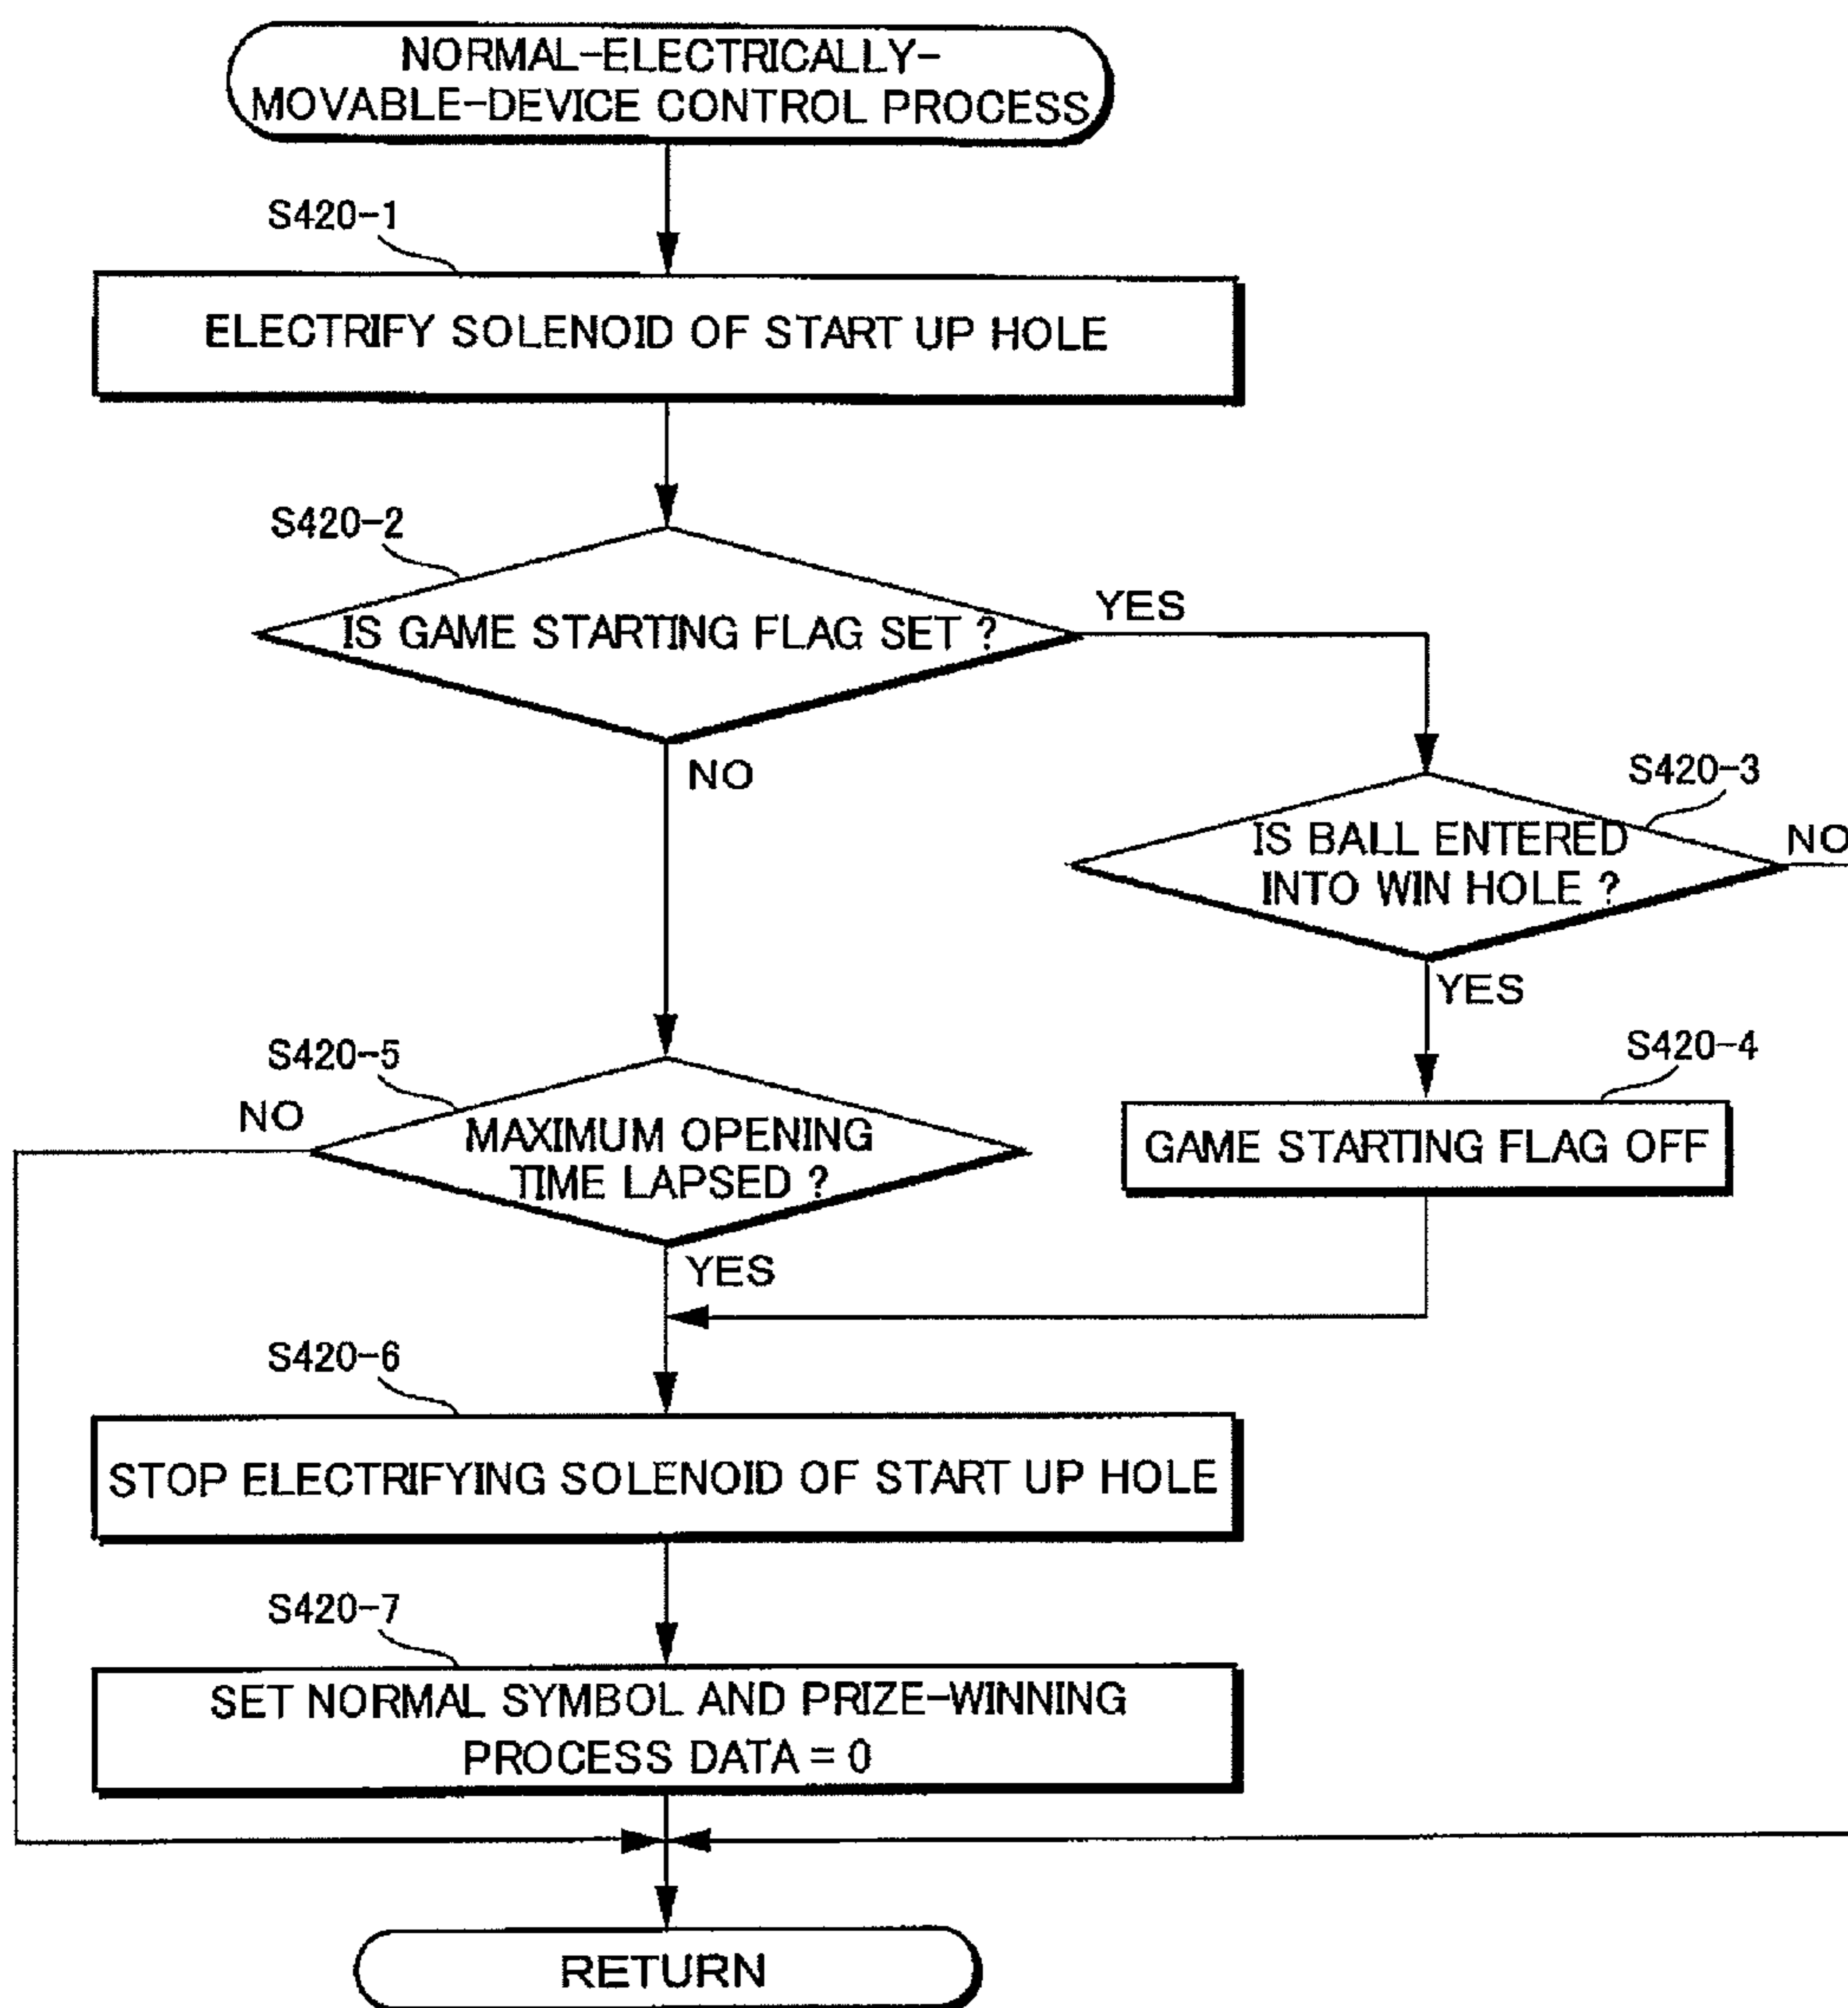 NORMAL-ELECTRICALLY-
MOVABLE-DEVICE CONTROL PROCESS
S420-1
ELECTRIFY SOLENOID OF START UP HOLE
S420-2
IS GAME STARTING FLAG SET ?
YES
NO
S420-3
IS BALL ENTERED
INTO WIN HOLE ?
NO
YES
S420-4
GAME STARTING FLAG OFF
S420-5
NO
MAXIMUM OPENING
TIME LAPSED ?
YES
S420-6
STOP ELECTRIFYING SOLENOID OF START UP HOLE
S420-7
SET NORMAL SYMBOL AND PRIZE-WINNING
PROCESS DATA = 0
RETURN